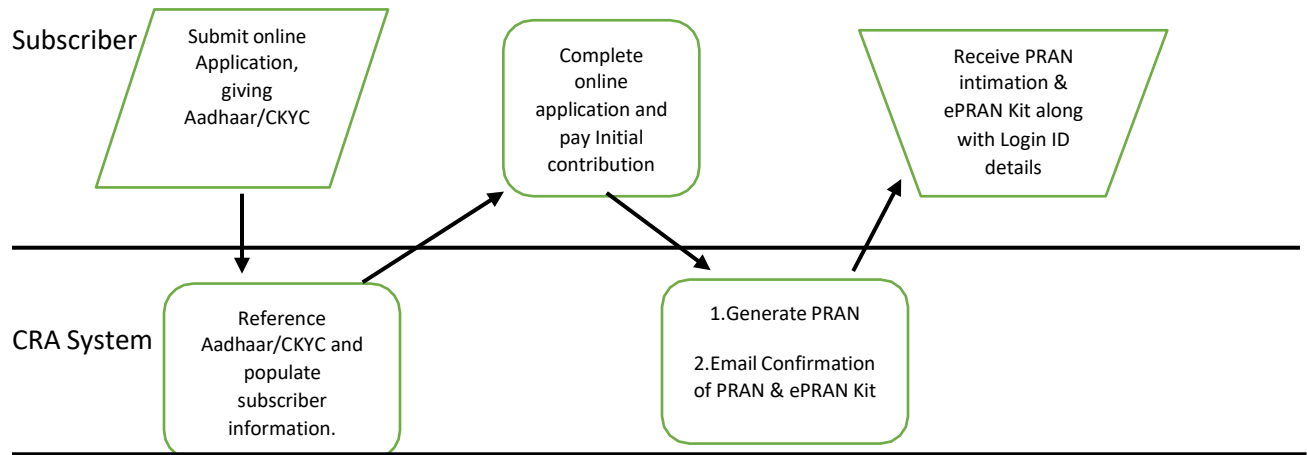 Subscriber
Submit online
Application,
giving
Aadhaar/CKYC
Complete
online
application and
pay Initial
contribution
Receive PRAN
intimation &
ePRAN Kit along
with Login ID
details
CRA System
Reference
Aadhaar/CKYC and
populate
subscriber
information.
1.Generate PRAN
2.Email Confirmation
of PRAN & ePRAN Kit